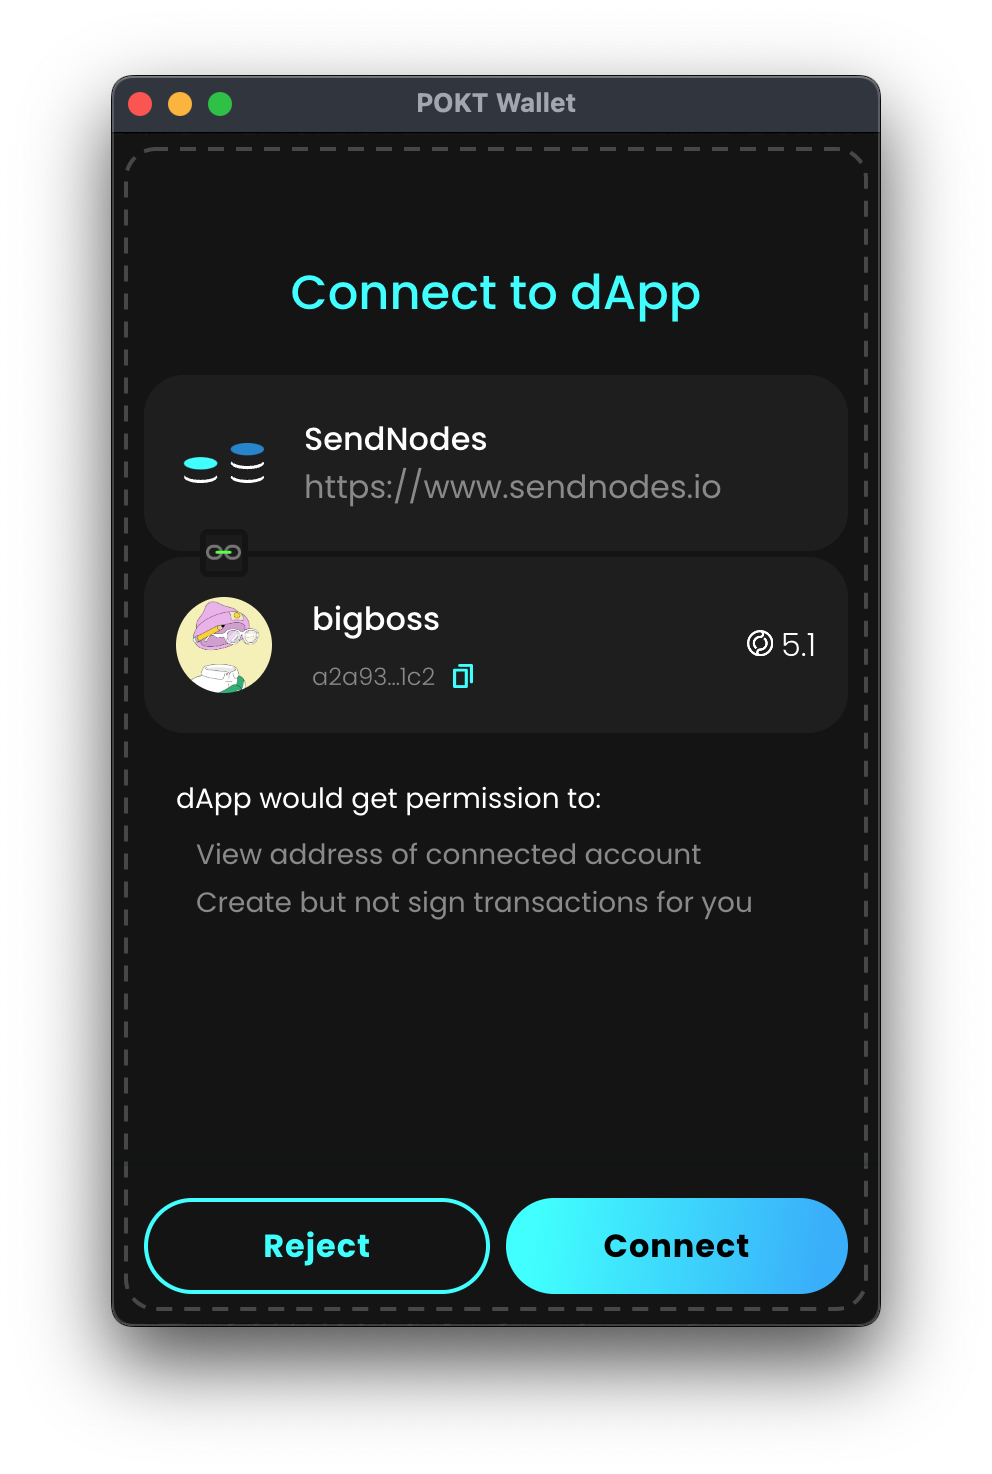 POKT Wallet
Connect to dApp
SendNodes
https://www.sendnodes.io
bigboss
5.1
a2a93...1c2
dApp would get permission to:
View address of connected account
Create but not sign transactions for you
Reject
Connect